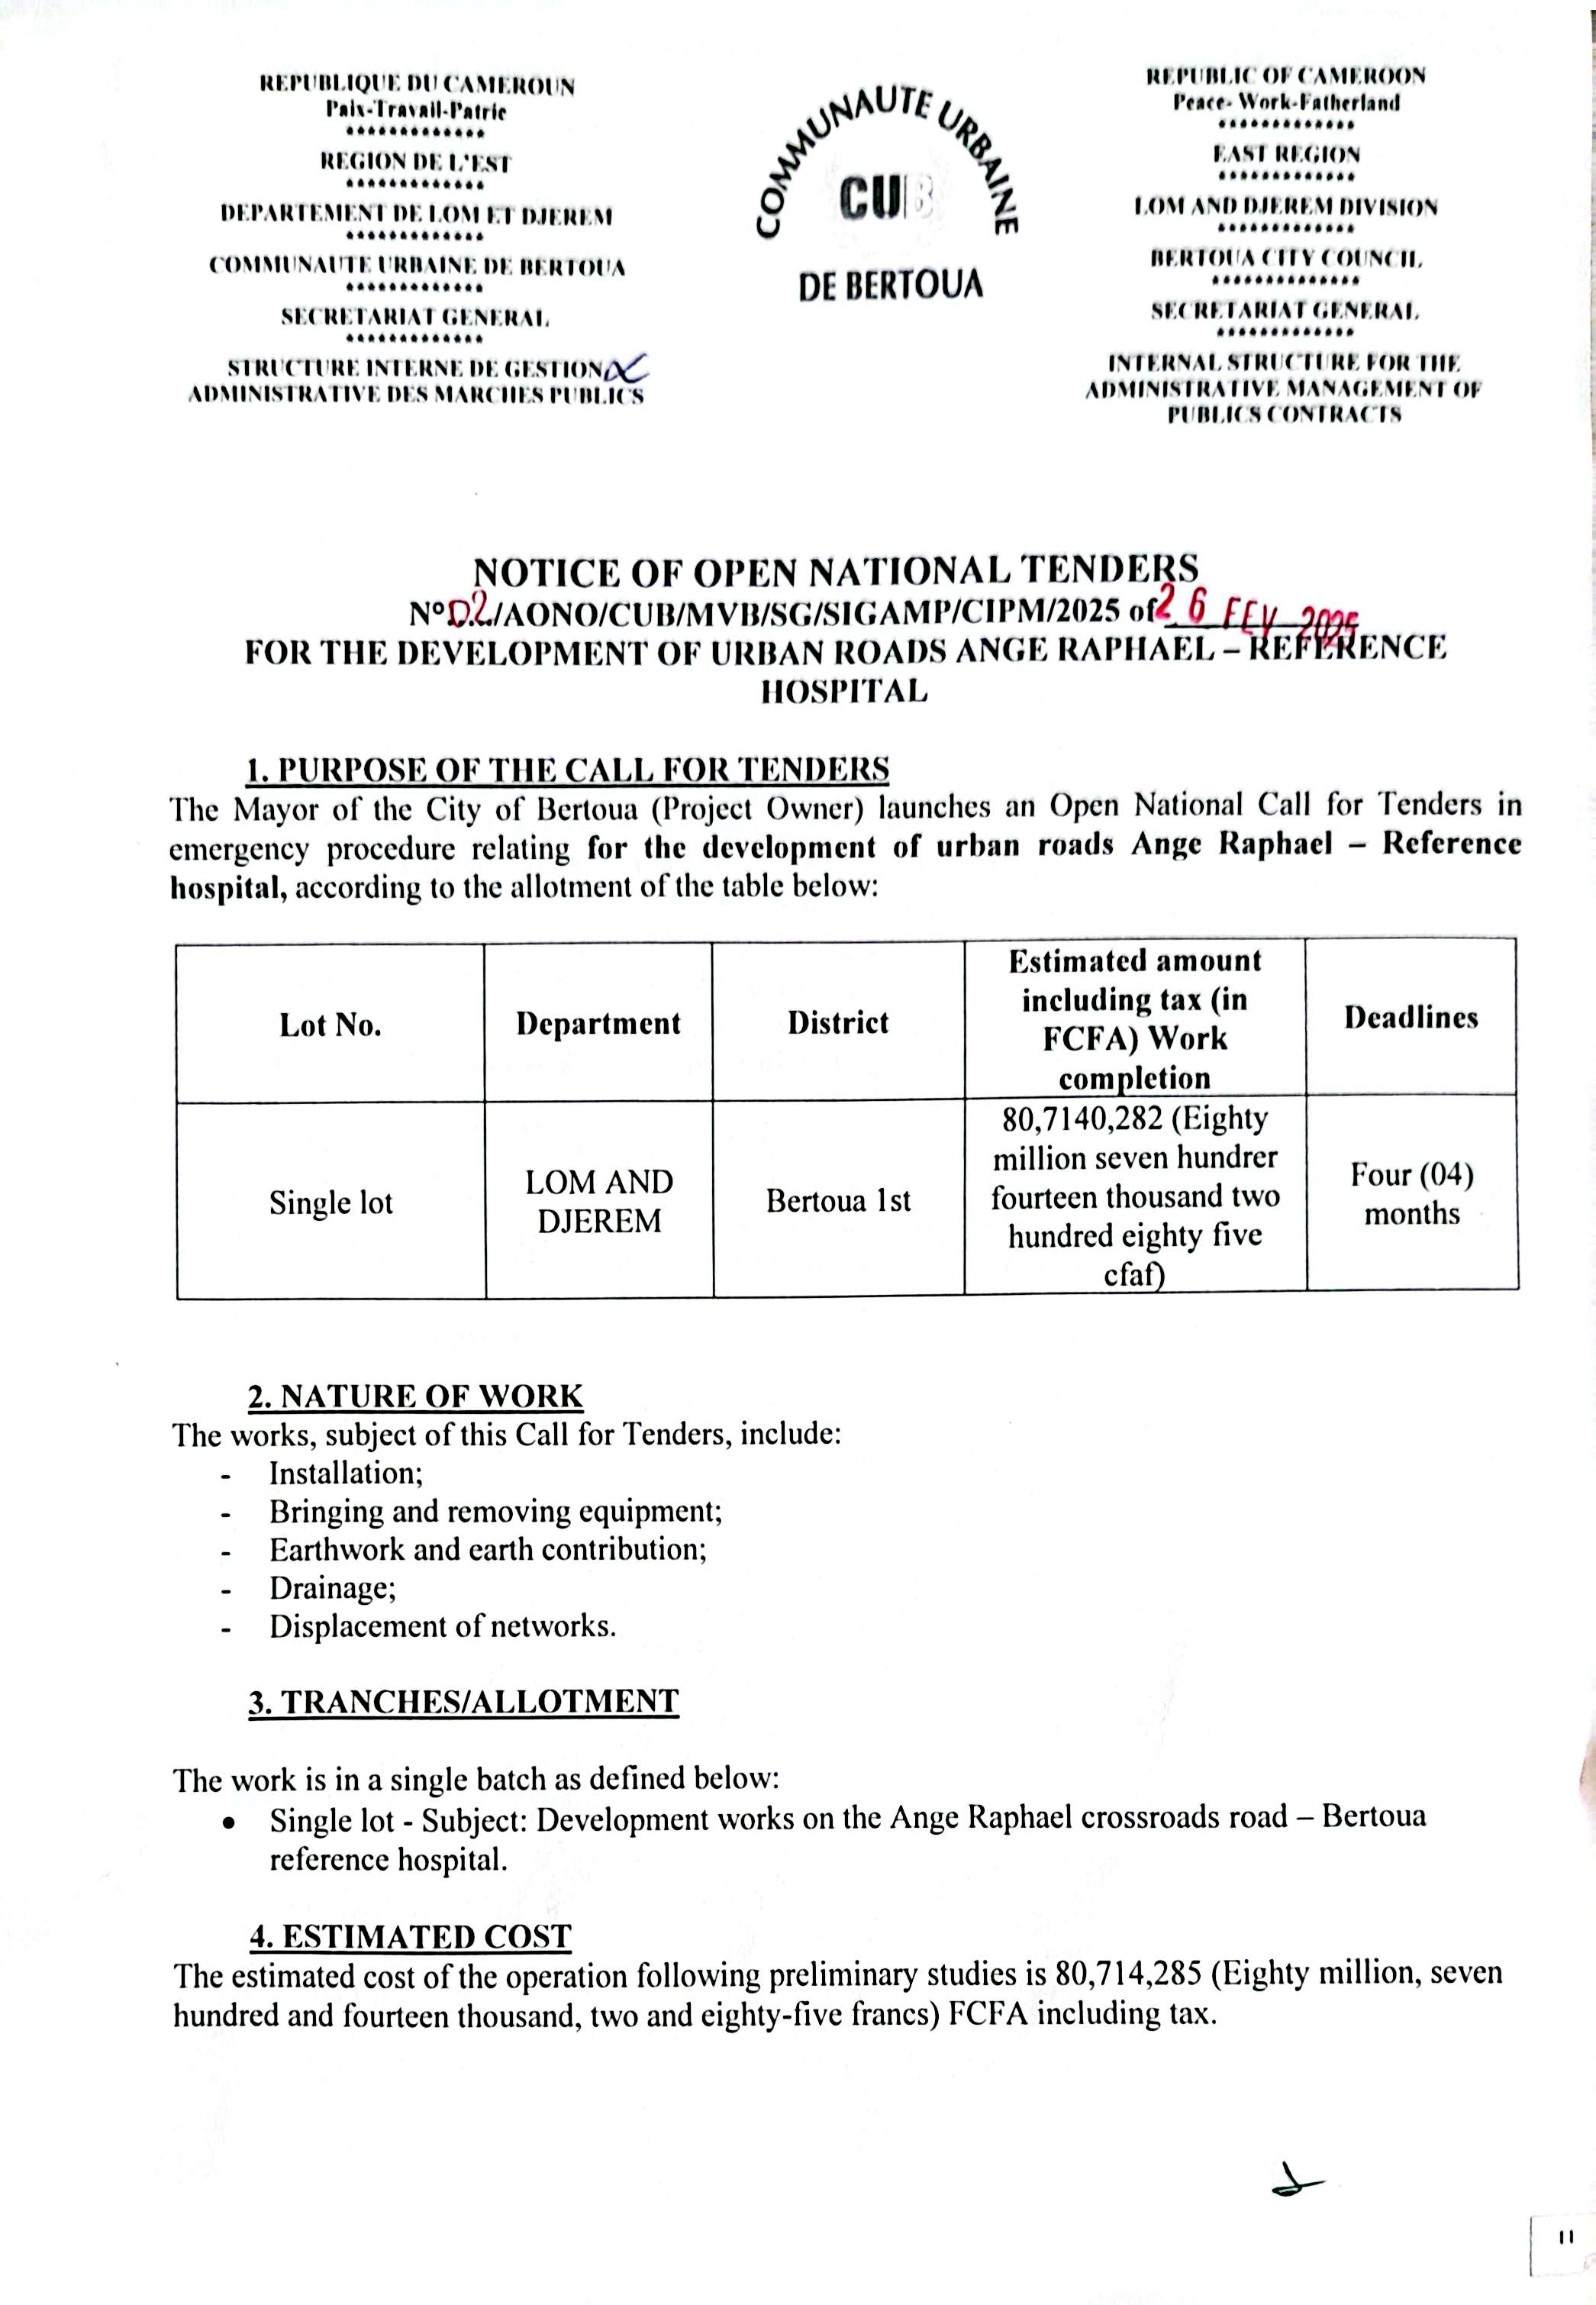 REPUBLIQUE DU CAMEROUN
Paix-Travail-Patrie
*************
REGION DE L'EST
*************
DEPARTEMENT DE LOM ET DJEREM
*************
COMMUNAUTE URBAINE DE BERTOUA
*************
SECRETARIAT GENERAL
*************
STRUCTURE INTERNE DE GESTION
ADMINISTRATIVE DES MARCHES PUBLICS
COMMUNAUTE URBAINE
CUB
DE BERTOUA
REPUBLIC OF CAMEROON
Peace- Work-Fatherland
*************
EAST REGION
*************
LOM AND DJEREM DIVISION
*************
BERTOUA CITY COUNCIL
**************
SECRETARIAT GENERAL
*************
INTERNAL STRUCTURE FOR THE
ADMINISTRATIVE MANAGEMENT OF
PUBLICS CONTRACTS
NOTICE OF OPEN NATIONAL TENDERS
N°02/AONO/CUB/MVB/SG/SIGAMP/CIPM/2025 of 26 FEV 2025
FOR THE DEVELOPMENT OF URBAN ROADS ANGE RAPHAEL – REFERENCE
HOSPITAL
1. PURPOSE OF THE CALL FOR TENDERS
The Mayor of the City of Bertoua (Project Owner) launches an Open National Call for Tenders in
emergency procedure relating for the development of urban roads Ange Raphael – Reference
hospital, according to the allotment of the table below:
Lot No.
Department
District
Estimated amount
including tax (in
FCFA) Work
completion
Deadlines
Single lot
LOM AND
DJEREM
Bertoua 1st
80,7140,282 (Eighty
million seven hundrer
fourteen thousand two
hundred eighty five
cfaf)
Four (04)
months
2. NATURE OF WORK
The works, subject of this Call for Tenders, include:
- Installation;
- Bringing and removing equipment;
- Earthwork and earth contribution;
- Drainage;
- Displacement of networks.
3. TRANCHES/ALLOTMENT
The work is in a single batch as defined below:
• Single lot - Subject: Development works on the Ange Raphael crossroads road – Bertoua
reference hospital.
4. ESTIMATED COST
The estimated cost of the operation following preliminary studies is 80,714,285 (Eighty million, seven
hundred and fourteen thousand, two and eighty-five francs) FCFA including tax.
11